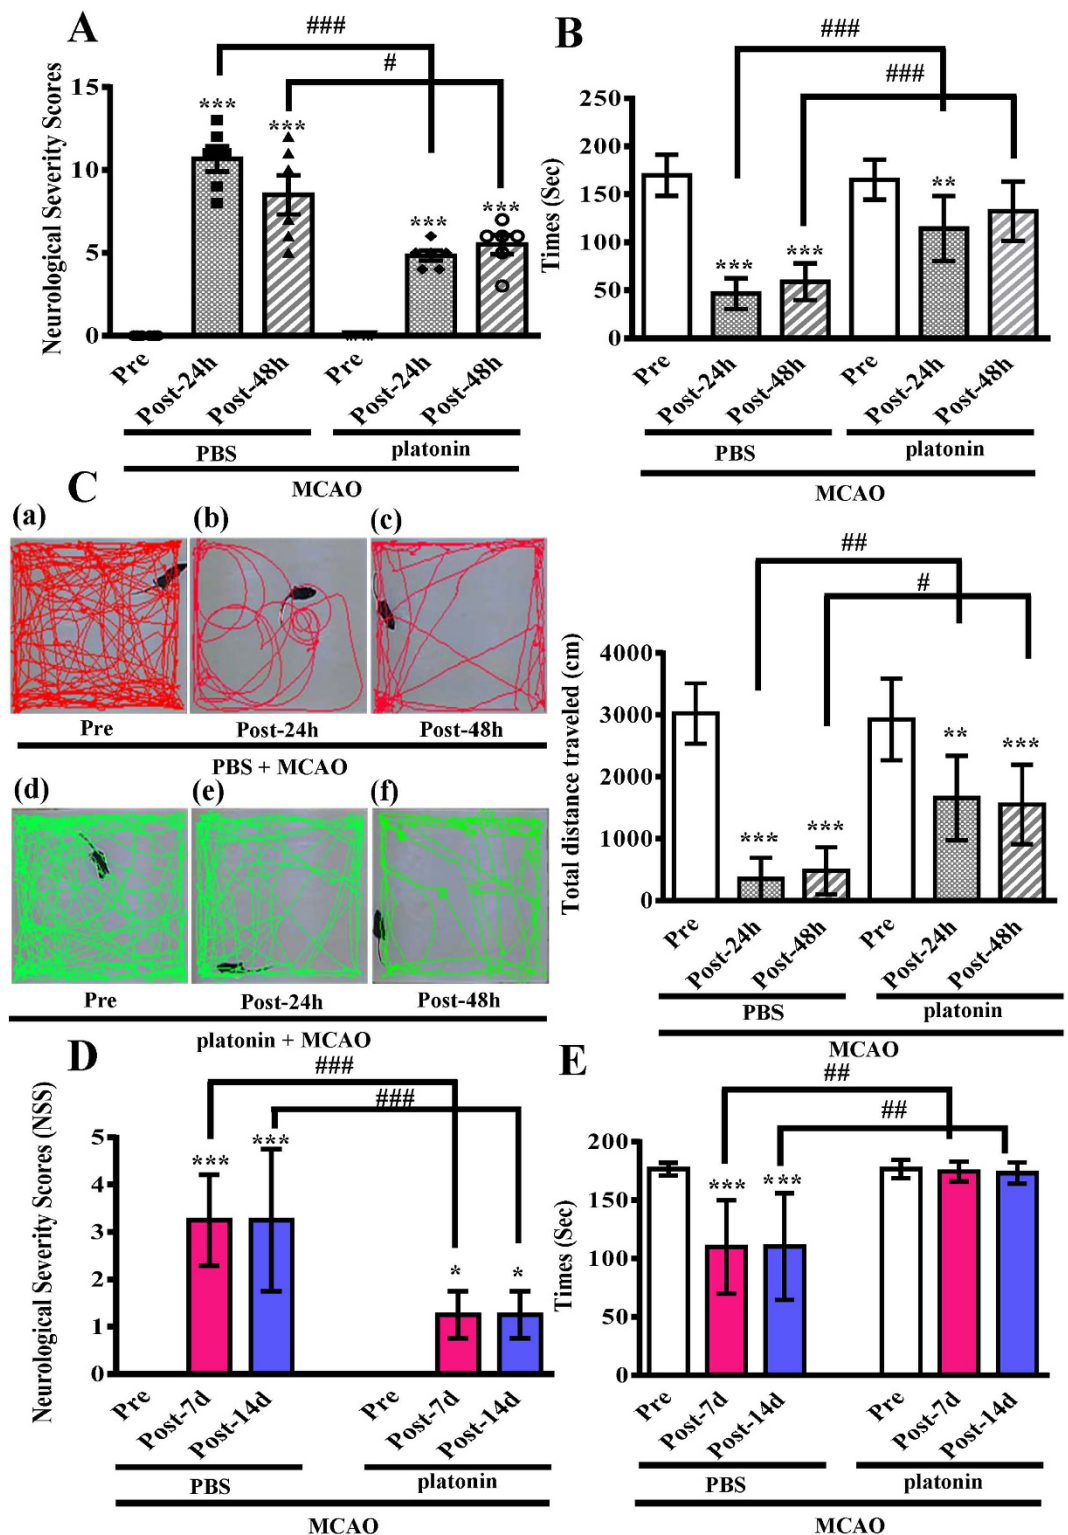 A
###
#
Neurological Severity Scores
15
10
5
0
***
***
***
***
Pre
Post-24h
Post-48h
Pre
Post-24h
Post-48h
PBS
platonin
MCAO
B
###
###
Times (Sec)
250
200
150
100
50
0
***
***
**
Pre
Post-24h
Post-48h
Pre
Post-24h
Post-48h
PBS
platonin
MCAO
C
(a)
(b)
(c)
Pre
Post-24h
Post-48h
PBS + MCAO
(d)
(e)
(f)
Pre
Post-24h
Post-48h
platonin + MCAO
##
#
Total distance traveled (cm)
4000
3000
2000
1000
0
***
***
**
***
Pre
Post-24h
Post-48h
Pre
Post-24h
Post-48h
PBS
platonin
MCAO
D
###
###
Neurological Severity Scores (NSS)
5
4
3
2
1
0
***
***
*
*
Pre
Post-7d
Post-14d
Pre
Post-7d
Post-14d
PBS
platonin
MCAO
E
##
##
Times (Sec)
200
150
100
50
0
***
***
Pre
Post-7d
Post-14d
Pre
Post-7d
Post-14d
PBS
platonin
MCAO